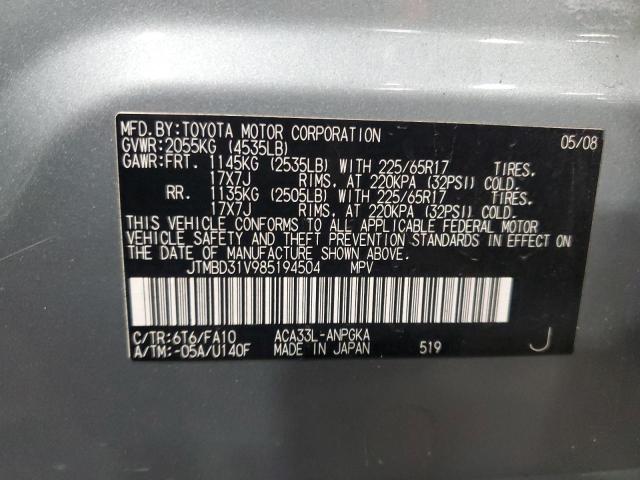 MFD.BY:TOYOTA MOTOR CORPORATION 05/08
GVWR:2055KG (4535LB)
GAWR:FRT. 1145KG (2535LB) WITH 225/65R17 TIRES.
17X7J RIMS. AT 220KPA (32PSI) COLD.
RR. 1135KG (2505LB) WITH 225/65R17 TIRES.
17X7J RIMS. AT 220KPA (32PSI) COLD.
THIS VEHICLE CONFORMS TO ALL APPLICABLE FEDERAL MOTOR
VEHICLE SAFETY AND THEFT PREVENTION STANDARDS IN EFFECT ON
THE DATE OF MANUFACTURE SHOWN ABOVE.
JTMBD31V985194504 MPV
C/TR:6T6/FA10 ACA33L-ANPGKA
A/TM:-05A/U140F MADE IN JAPAN 519 J